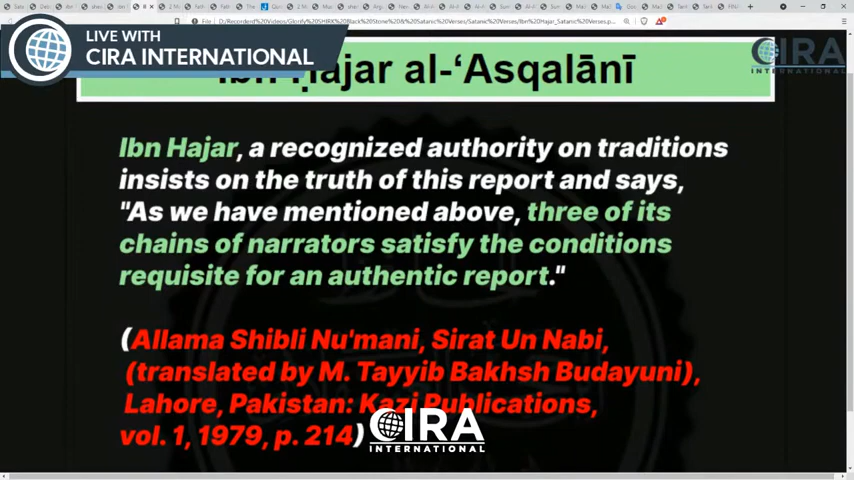 LIVE WITH
CIRA INTERNATIONAL
Ibn Ḥajar al-‘Asqalānī
CIRA
INTERNATIONAL
Ibn Hajar, a recognized authority on traditions
insists on the truth of this report and says,
"As we have mentioned above, three of its
chains of narrators satisfy the conditions
requisite for an authentic report."
(Allama Shibli Nu'mani, Sirat Un Nabi,
(translated by M. Tayyib Bakhsh Budayuni),
Lahore, Pakistan: Kazi Publications,
vol. 1, 1979, p. 214)
CIRA
INTERNATIONAL